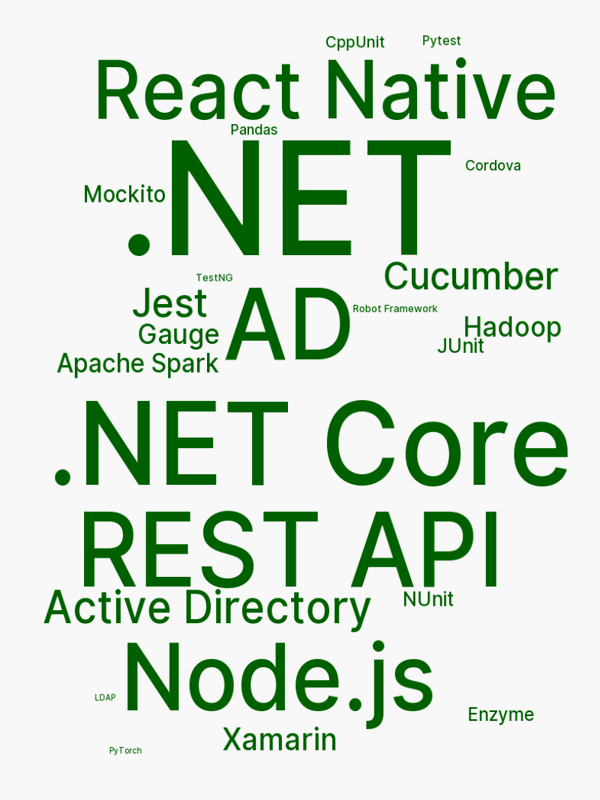 CppUnit
Pytest
React Native
Pandas
.NET
Cordova
Mockito
Cucumber
TestNG
Jest
AD
Robot Framework
Gauge
Hadoop
JUnit
Apache Spark
.NET Core
REST API
Active Directory
NUnit
Node.js
LDAP
Enzyme
Xamarin
PyTorch